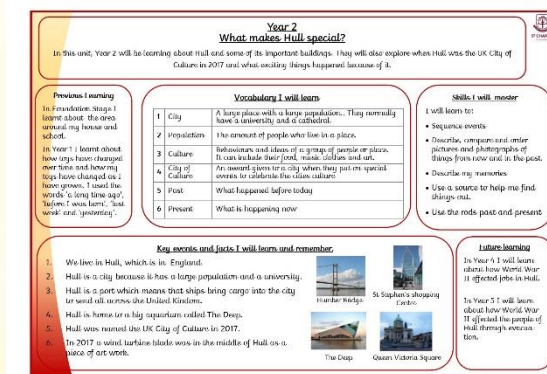 Year 2
What makes Hull special?
In this unit, Year 2 will be learning about Hull and some of its important buildings. They will also explore when Hull was the UK City of
Culture in 2017 and what exciting things happened because of it.
Previous Learning
In Foundation Stage I
learnt about the area
around my house and
school.
In Year 1 I learnt about
how toys have changed
over time and how my
toys have changed as I
have grown. I used the
words 'a long time ago',
'before I was born', 'last
week' and 'yesterday'.
Vocabulary I will learn
1 City A large place with a large population.. They normally
have a university and a cathedral.
2 Population The amount of people who live in a place.
3 Culture Behaviours and ideas of a group of people or place.
It can include their food, music, clothes and art.
4 City of
Culture An award given to a city when they put on special
events to celebrate the cities culture
5 Past What happened before today
6 Present What is happening now
Skills I will master
I will learn to:
• Sequence events
• Describe, compare and order
pictures and photographs of
things from now and in the past.
• Describe my memories
• Use a source to help me find
things out.
• Use the rods past and present
Key events and facts I will learn and remember.
1. We live in Hull, which is in England.
2. Hull is a city because it has a large population and a university.
3. Hull is a port which means that ships bring cargo into the city
to send all across the United Kindom.
4. Hull is home to a big aquarium called The Deep.
5. Hull was named the UK City of Culture in 2017.
6. In 2017 a wind turbine blade was in the middle of Hull as a
piece of art work.
Humber Bridge
St Stephen's shopping
Centre
The Deep
Queen Victoria Square
Future learning
In Year 4 I will learn
about how World War
II effected jobs in Hull.
In Year 5 I will learn
about how World War
II affected the people of
Hull through evacua-
tion.